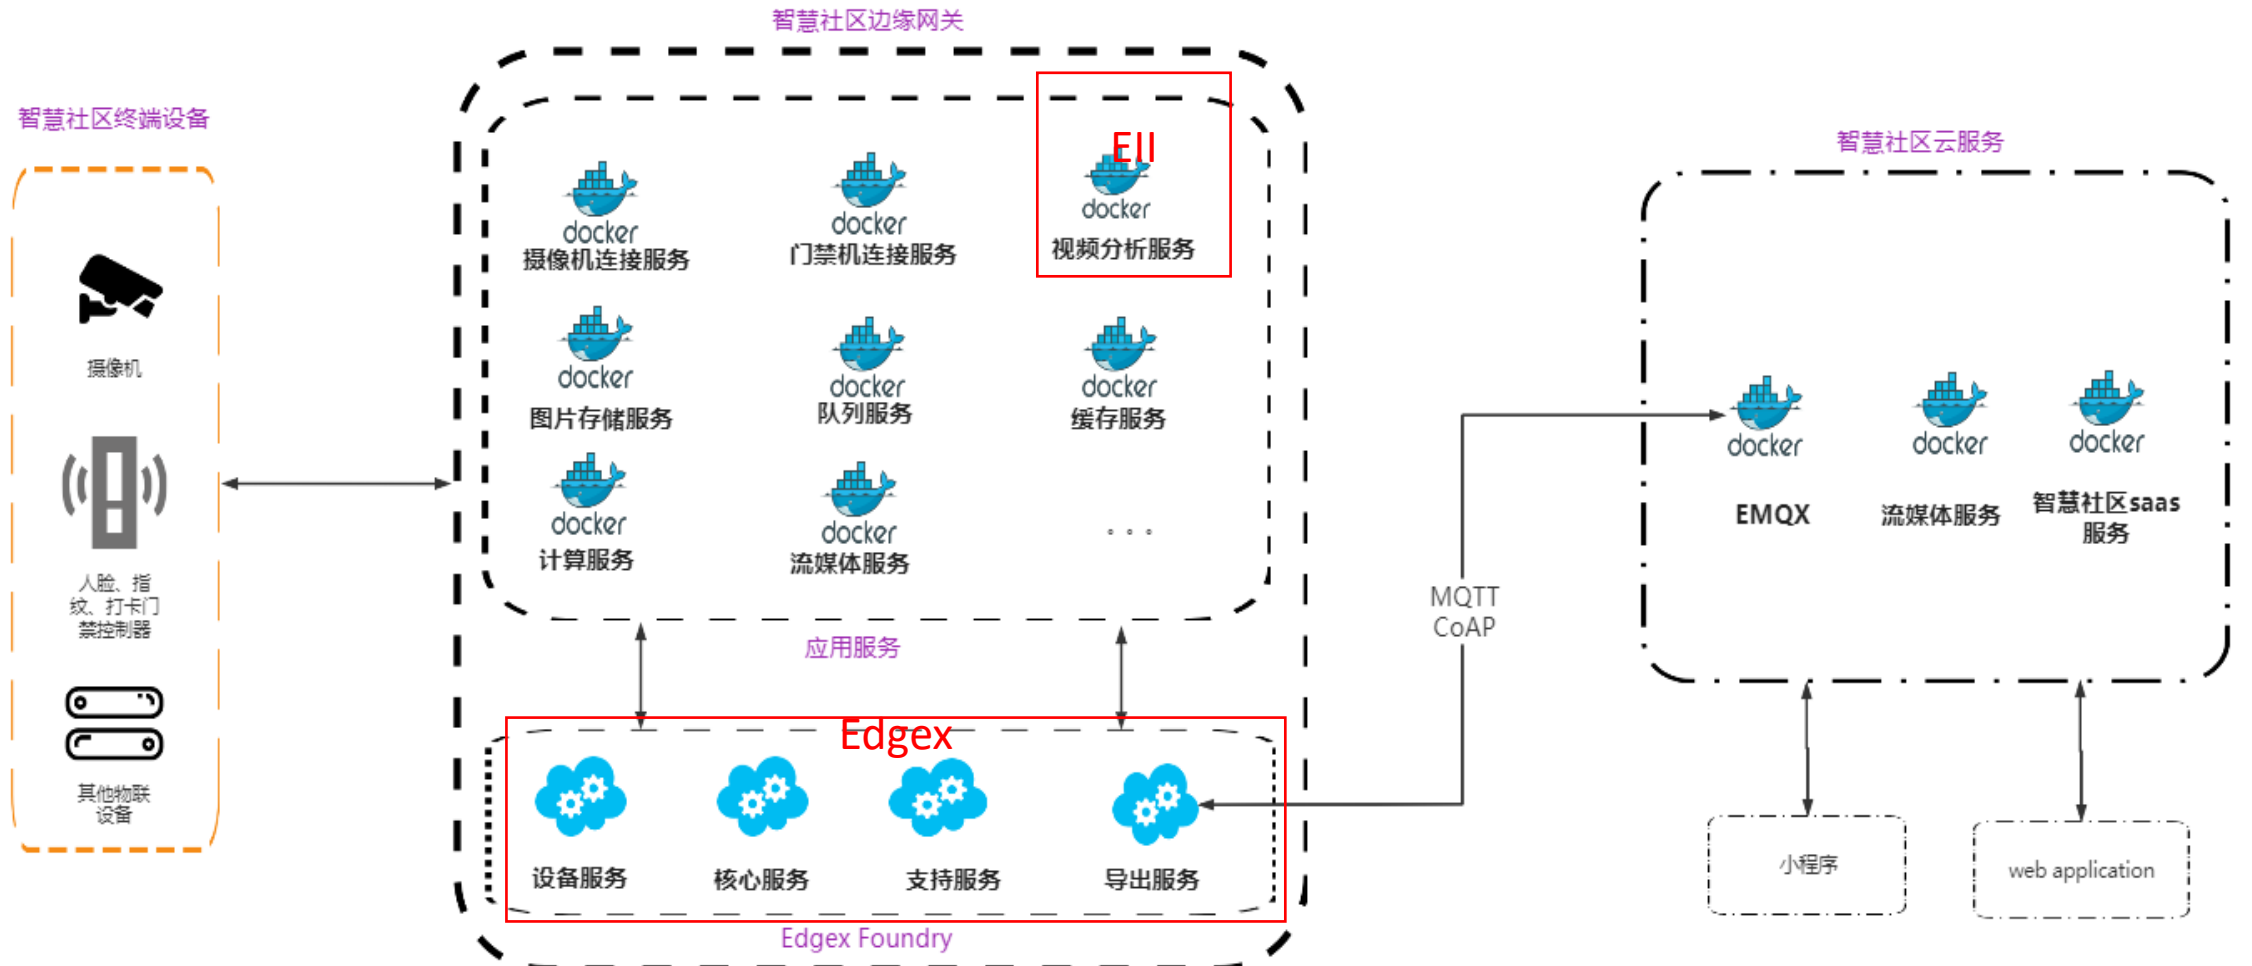 智慧社区边缘网关
智慧社区终端设备
摄像机
人脸、指
纹、打卡门
禁控制器
其他物联
设备
docker
摄像机连接服务
docker
门禁机连接服务
EII
docker
视频分析服务
docker
图片存储服务
docker
队列服务
docker
缓存服务
docker
计算服务
docker
流媒体服务
。。。
应用服务
Edgex
设备服务
核心服务
支持服务
导出服务
Edgex Foundry
MQTT
CoAP
智慧社区云服务
docker
EMQX
docker
流媒体服务
docker
智慧社区saas
服务
小程序
web application